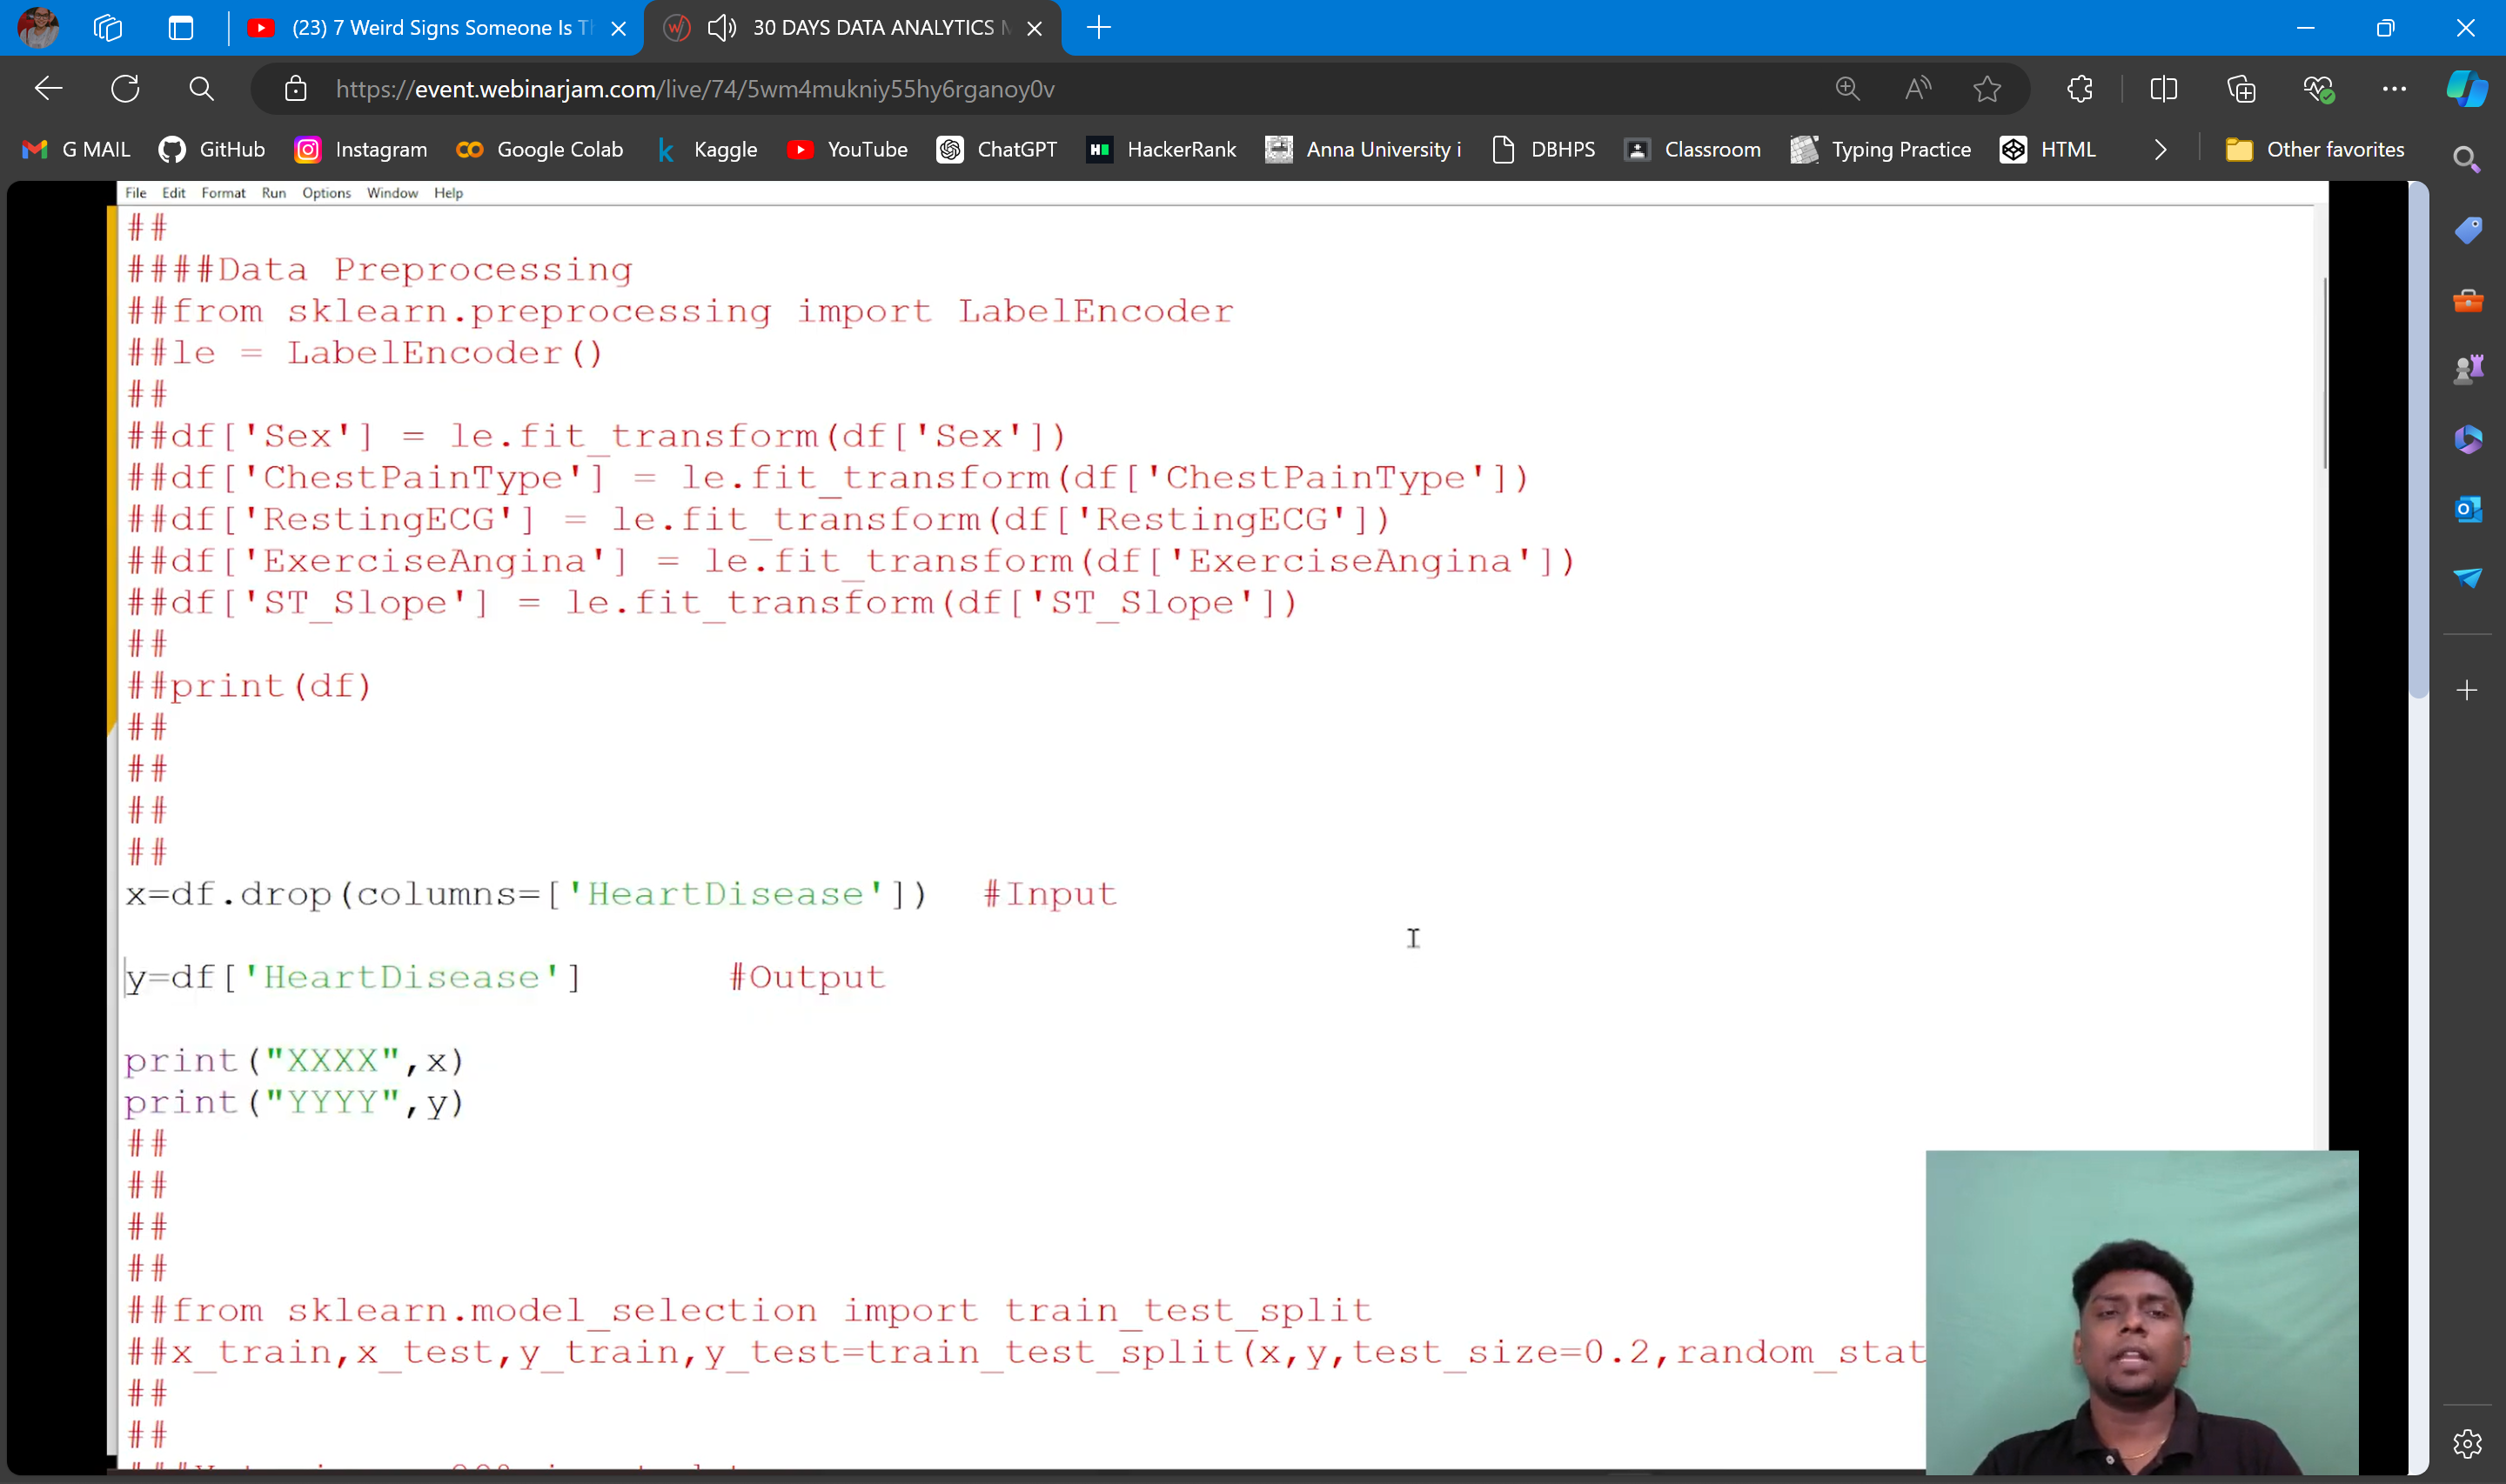 (23) 7 Weird Signs Someone Is
30 DAYS DATA ANALYTICS
https://event.webinarjam.com/live/74/5wm4mukniy55hy6rganoy0v
G MAIL GitHub Instagram Google Colab Kaggle YouTube ChatGPT HackerRank Anna University i DBHPS Classroom Typing Practice HTML Other favorites
File Edit Format Run Options Window Help
##
####Data Preprocessing
##from sklearn.preprocessing import LabelEncoder
##le = LabelEncoder()
##
##df['Sex'] = le.fit_transform(df['Sex'])
##df['ChestPainType'] = le.fit_transform(df['ChestPainType'])
##df['RestingECG'] = le.fit_transform(df['RestingECG'])
##df['ExerciseAngina'] = le.fit_transform(df['ExerciseAngina'])
##df['ST_Slope'] = le.fit_transform(df['ST_Slope'])
##
##print(df)
##
##
##
##
x=df.drop(columns=['HeartDisease']) #Input
y=df['HeartDisease'] #Output
print("XXXX",x)
print("YYYY",y)
##
##
##
##
##from sklearn.model_selection import train_test_split
##x_train,x_test,y_train,y_test=train_test_split(x,y,test_size=0.2,random_stat
##
##